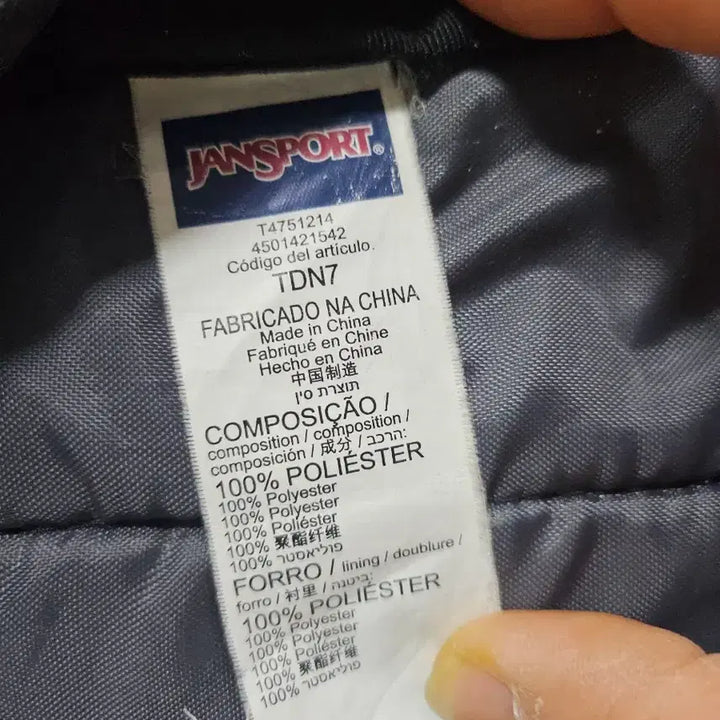 JANSPORT®
T4751214
4501421542
Código del artículo.
TDN7
FABRICADO NA CHINA
Made in China
Fabriqué en Chine
Hecho en China
中国制造
תוצרת סין
COMPOSIÇÃO /
composition / composition /
composición / 成分 / הרכב:
100% POLIÉSTER
100% Polyester
100% Polyester
100% Poliéster
100% 聚酯纤维
100% פוליאסטר
FORRO / lining / doublure /
forro / 衬里 / ביטנה:
100% POLIÉSTER
100% Polyester
100% Polyester
100% Poliéster
100% 聚酯纤维
100% פוליאסטר